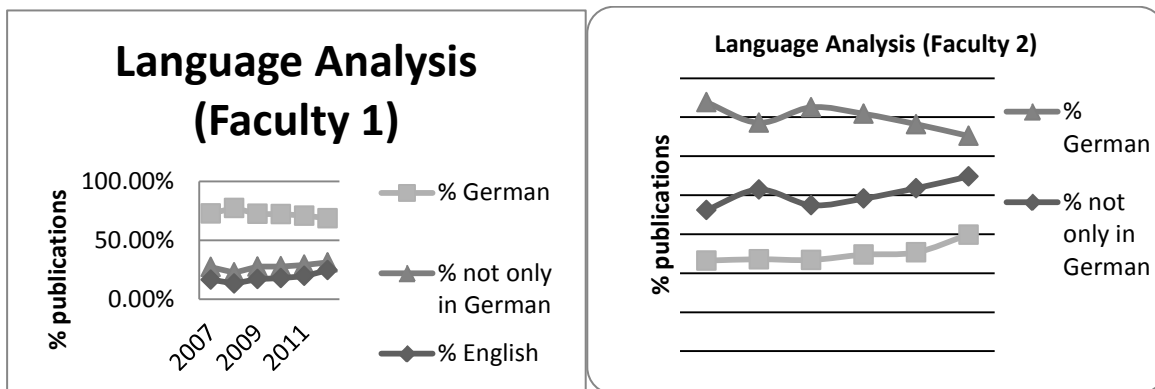 Language Analysis
(Faculty 1)
% publications
100.00%
50.00%
0.00%
2007
2009
2011
% German
% not only
in German
% English
Language Analysis (Faculty 2)
% publications
%
German
% not
only in
German